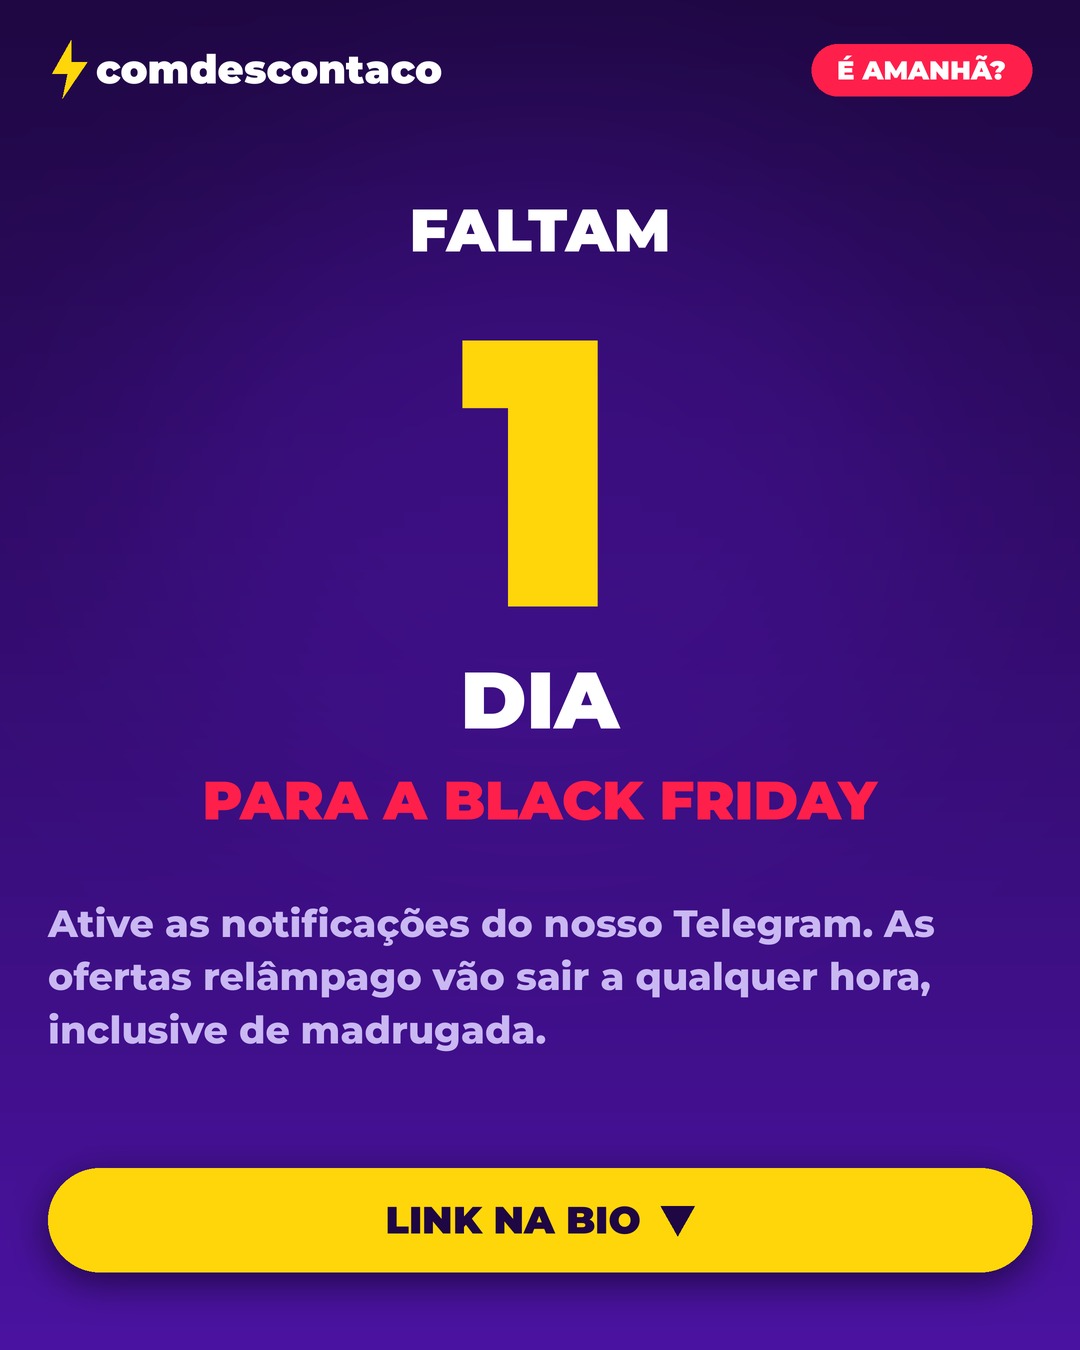 comdescontaco
É AMANHÃ?
FALTAM
1
DIA
PARA A BLACK FRIDAY
Ative as notificações do nosso Telegram. As
ofertas relâmpago vão sair a qualquer hora,
inclusive de madrugada.
LINK NA BIO ▼